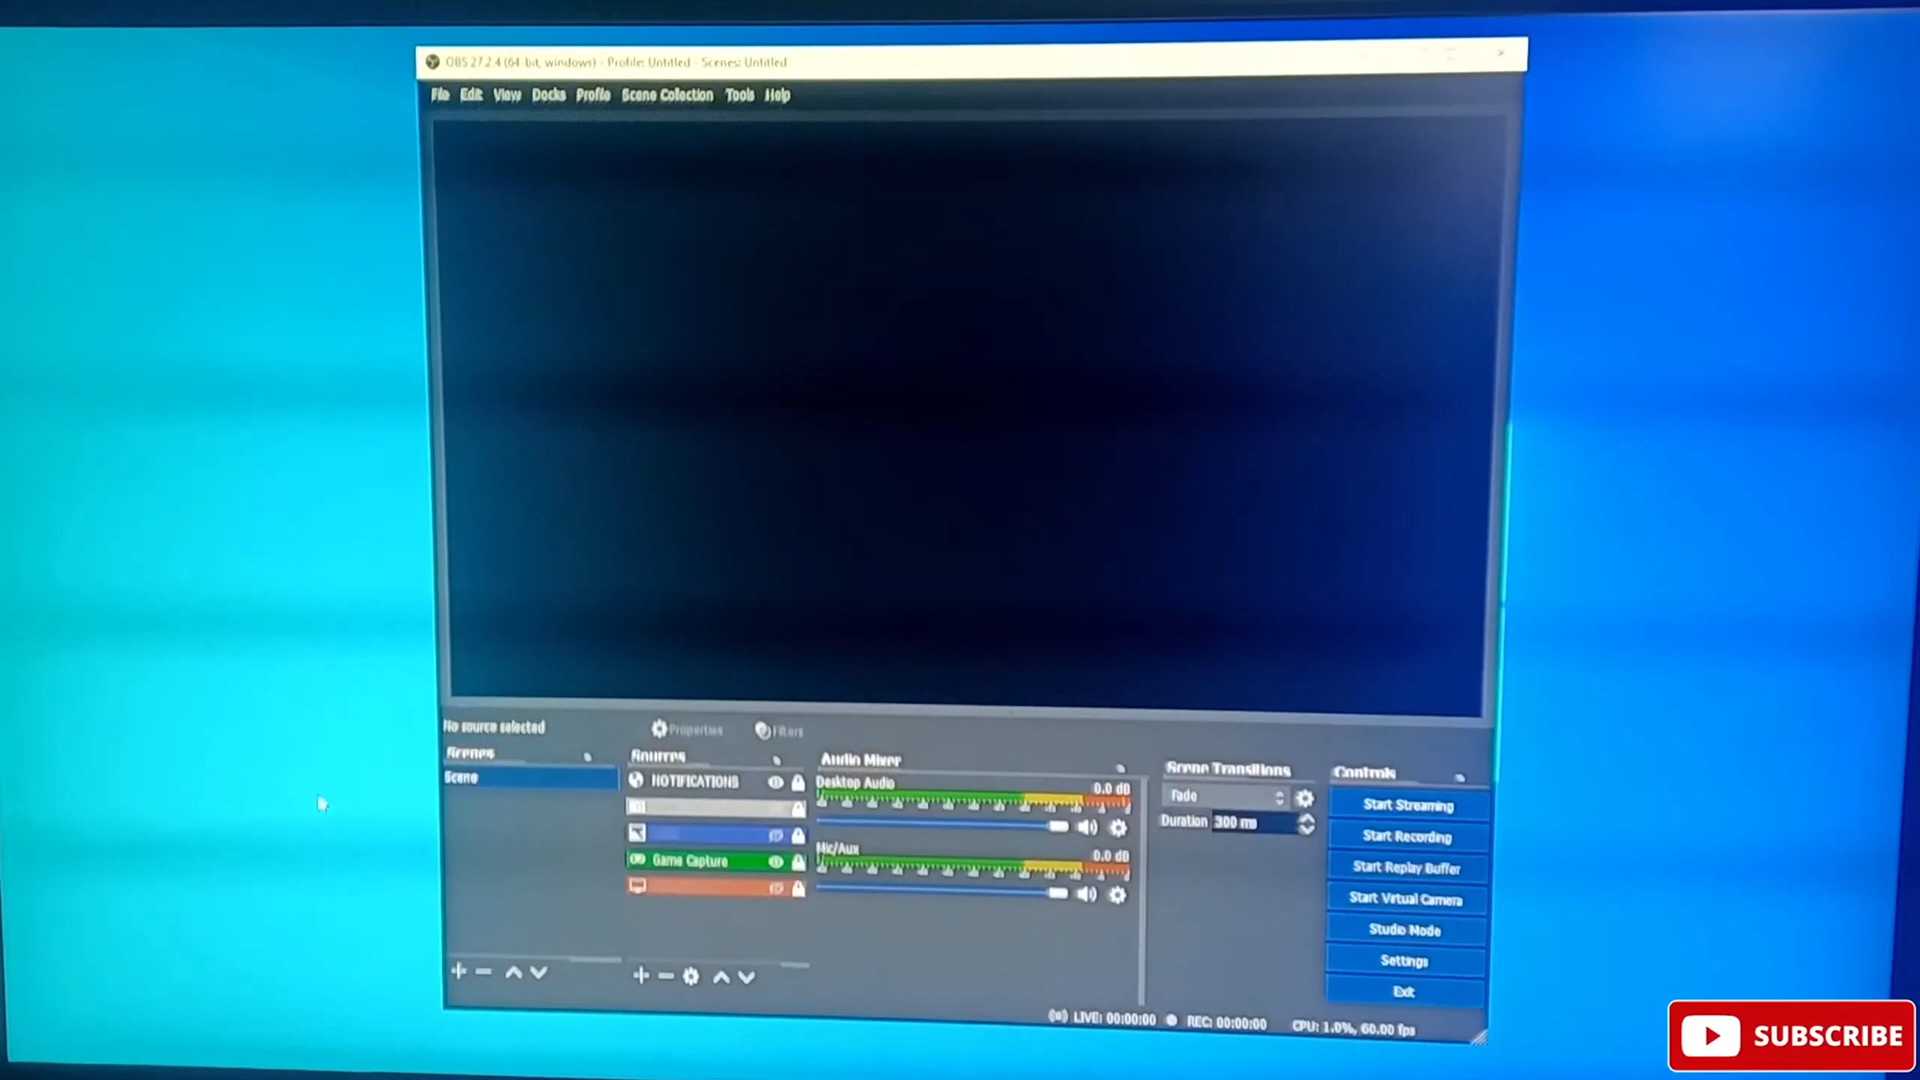 OBS 27.2.4 (64-bit, windows) - Profile: Untitled - Scenes: Untitled
File Edit View Docks Profile Scene Collection Tools Help
No source selected
Properties
Filters
Scenes
Scene
Sources
NOTIFICATIONS
Game Capture
Audio Mixer
Desktop Audio
0.0 dB
Mic/Aux
0.0 dB
Scene Transitions
Fade
Duration 300 ms
Controls
Start Streaming
Start Recording
Start Replay Buffer
Start Virtual Camera
Studio Mode
Settings
Exit
LIVE: 00:00:00
REC: 00:00:00
CPU: 1.0%, 60.00 fps
SUBSCRIBE